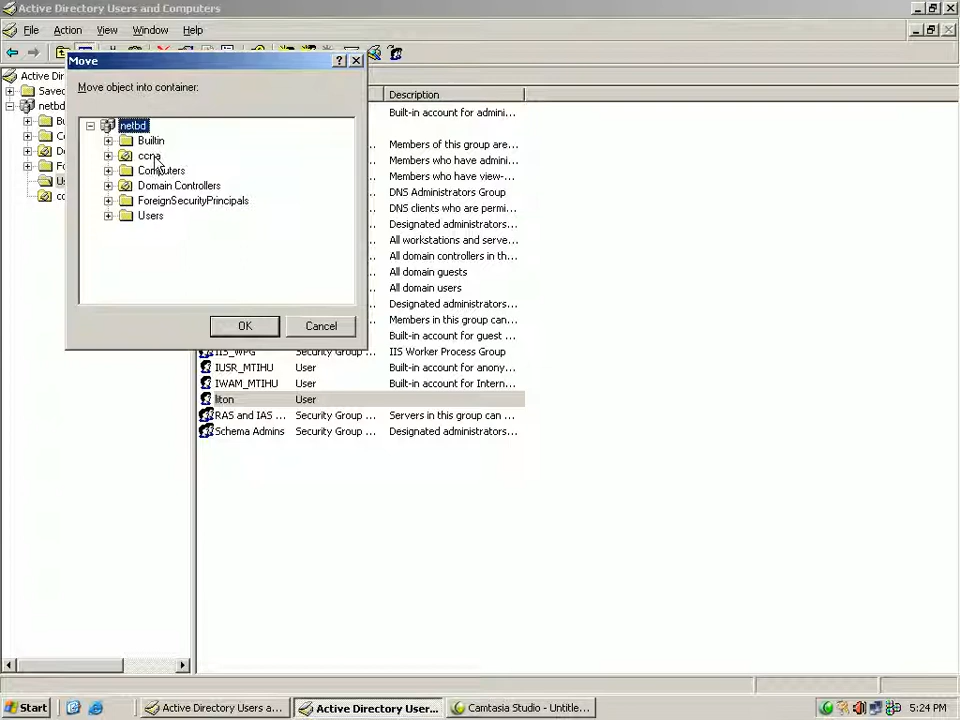 Active Directory Users and Computers
File Action View Window Help
Move
Move object into container:
netbd
Builtin
ccna
Computers
Domain Controllers
ForeignSecurityPrincipals
Users
OK Cancel
Active Dir
Saved
netbd
Description
Built-in account for admini...
Members of this group are...
Members who have admini...
Members who have view-...
DNS Administrators Group
DNS clients who are permi...
Designated administrators...
All workstations and serve...
All domain controllers in th...
All domain guests
All domain users
Designated administrators...
Members in this group can...
Built-in account for guest ...
IIS_WPG Security Group ... IIS Worker Process Group
IUSR_MTIHU User Built-in account for anony...
IWAM_MTIHU User Built-in account for Intern...
liton User
RAS and IAS ... Security Group ... Servers in this group can ...
Schema Admins Security Group ... Designated administrators...
Start Active Directory Users a... Active Directory User... Camtasia Studio - Untitle... 5:24 PM